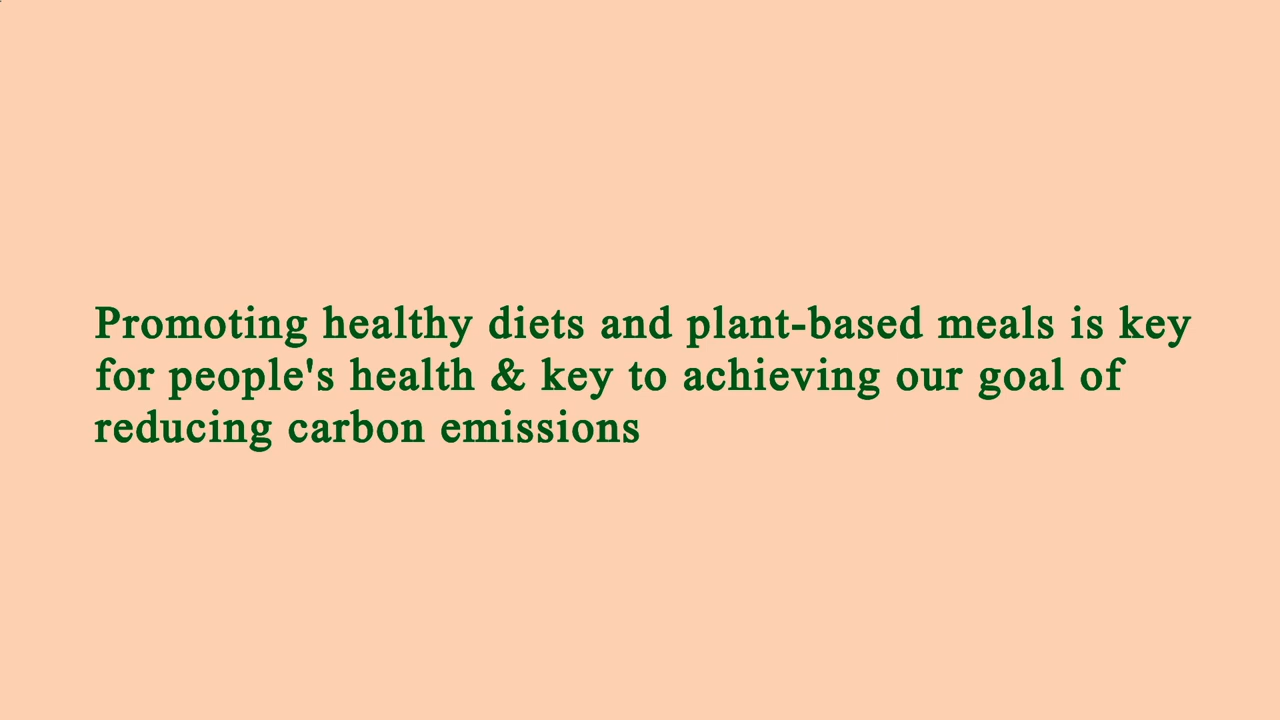 Promoting healthy diets and plant-based meals is key
for people's health & key to achieving our goal of
reducing carbon emissions